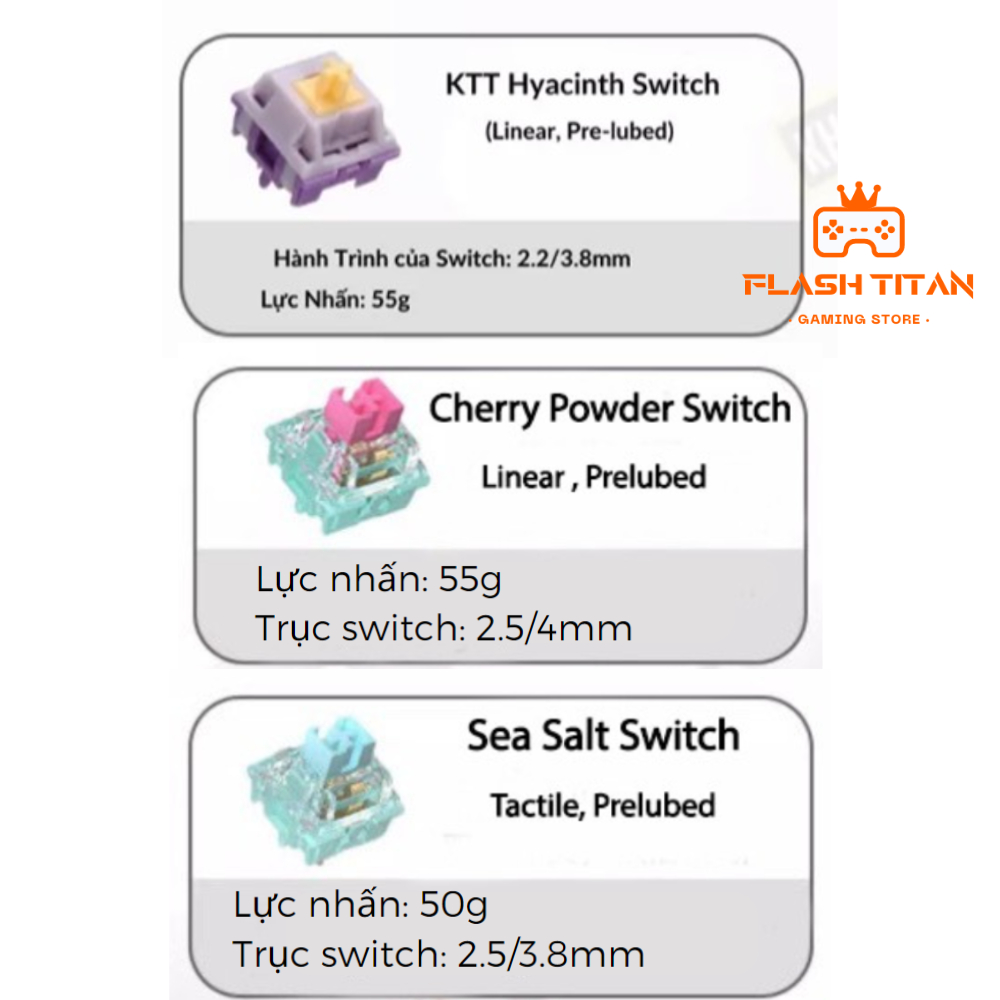 KTT Hyacinth Switch
(Linear, Pre-lubed)
Hành Trình của Switch: 2.2/3.8mm
Lực Nhấn: 55g
FLASH TITAN
· GAMING STORE ·
Cherry Powder Switch
Linear , Prelubed
Lực nhấn: 55g
Trục switch: 2.5/4mm
Sea Salt Switch
Tactile, Prelubed
Lực nhấn: 50g
Trục switch: 2.5/3.8mm